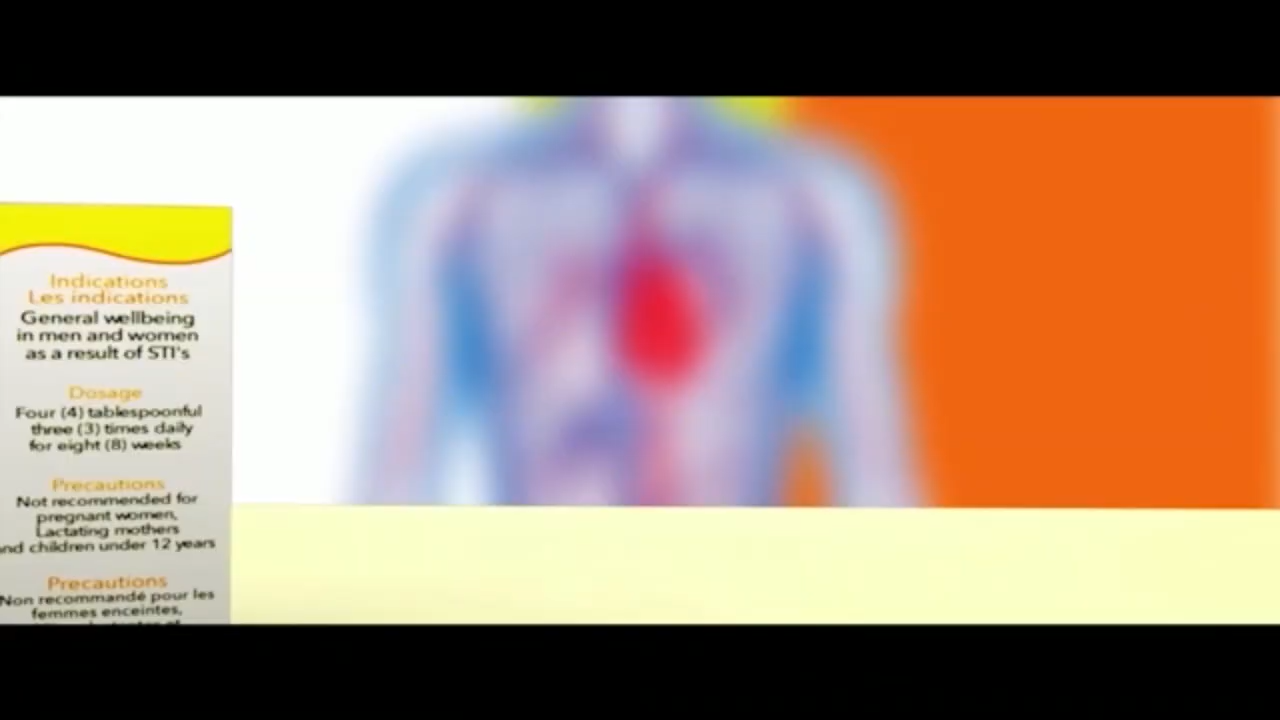 Indications
Les indications
General wellbeing
in men and women
as a result of STI's
Dosage
Four (4) tablespoonful
three (3) times daily
for eight (8) weeks
Precautions
Not recommended for
pregnant women,
Lactating mothers
and children under 12 years
Precautions
Non recommandé pour les
femmes enceintes,